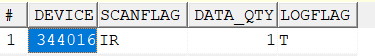 # DEVICE SCANFLAG DATA_QTY LOGFLAG
1 344016 IR 1 T